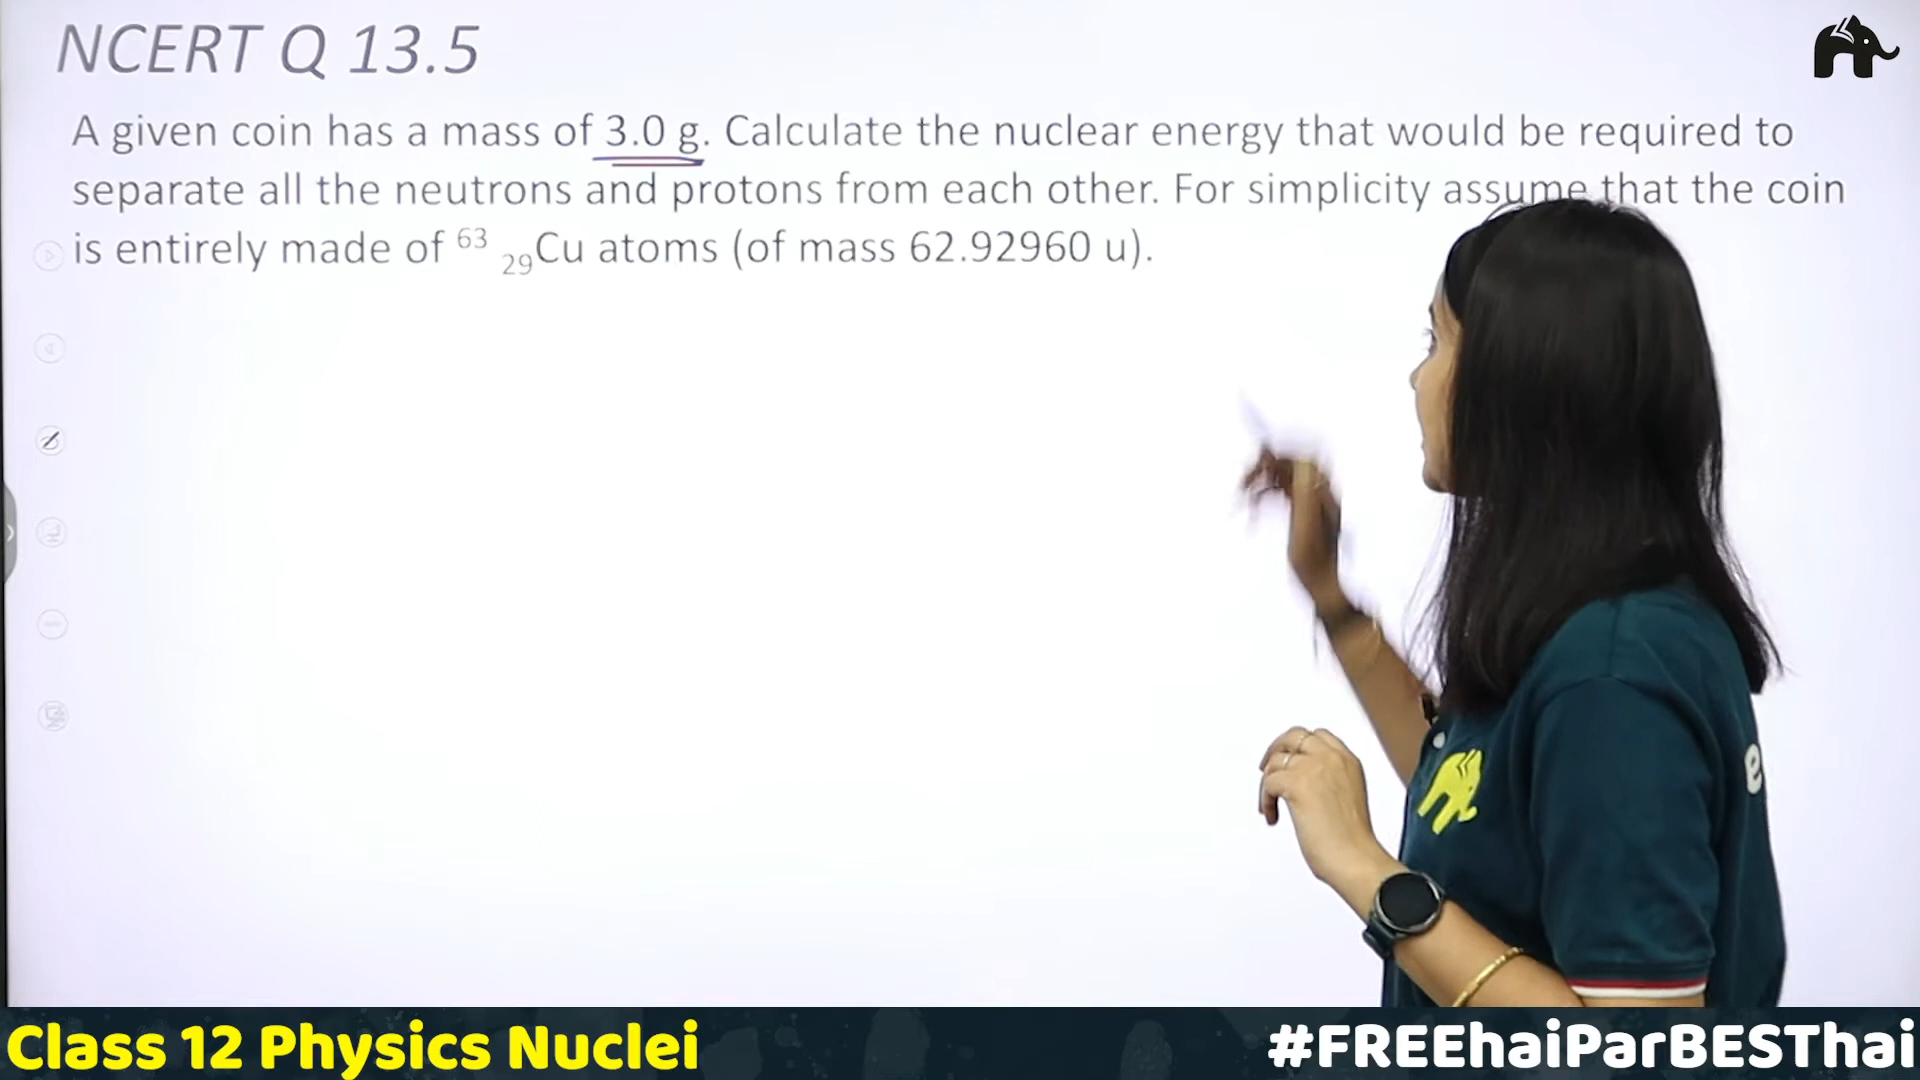 NCERT Q 13.5
A given coin has a mass of 3.0 g. Calculate the nuclear energy that would be required to
separate all the neutrons and protons from each other. For simplicity assume that the coin
is entirely made of ⁶³ ₂₉Cu atoms (of mass 62.92960 u).
e
Class 12 Physics Nuclei
#FREEhaiParBESThai